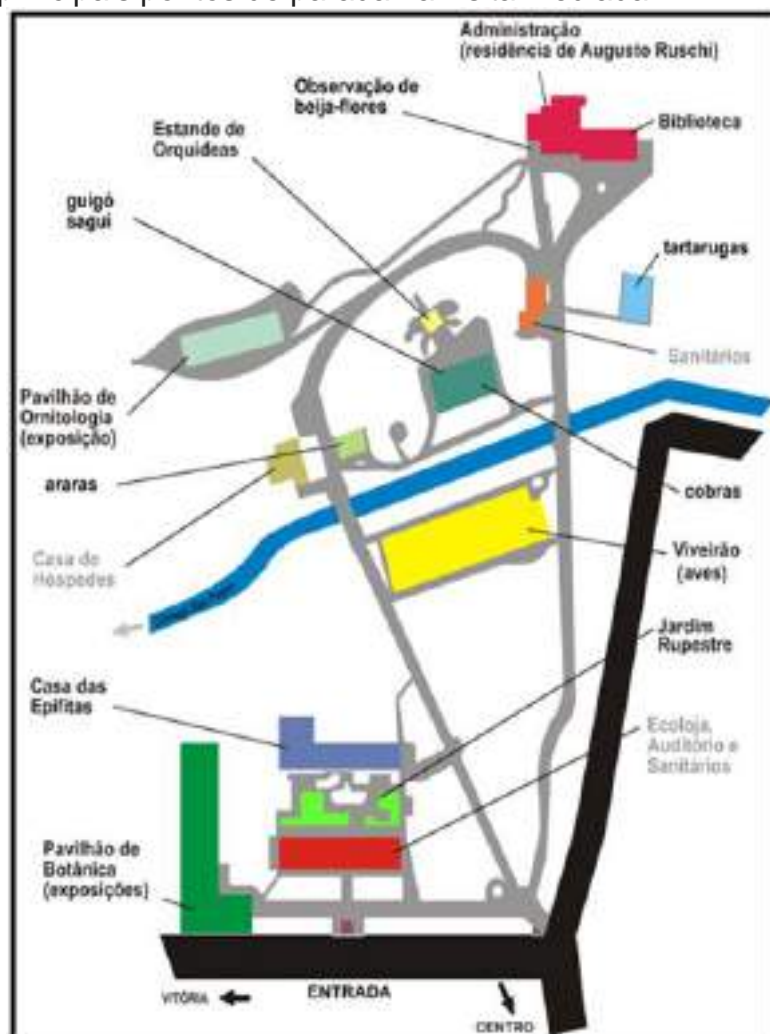 Administração
(residência de Augusto Ruschi)
Observação de
beija-flores
Biblioteca
Estande de
Orquídeas
guigó
sagui
tartarugas
Sanitários
Pavilhão de
Ornitologia
(exposição)
araras
cobras
Casa de
Hóspedes
Viveirão
(aves)
Jardim
Rupestre
Casa das
Epífitas
Ecoloja,
Auditório e
Sanitários
Pavilhão de
Botânica
(exposições)
VITÓRIA
ENTRADA
CENTRO